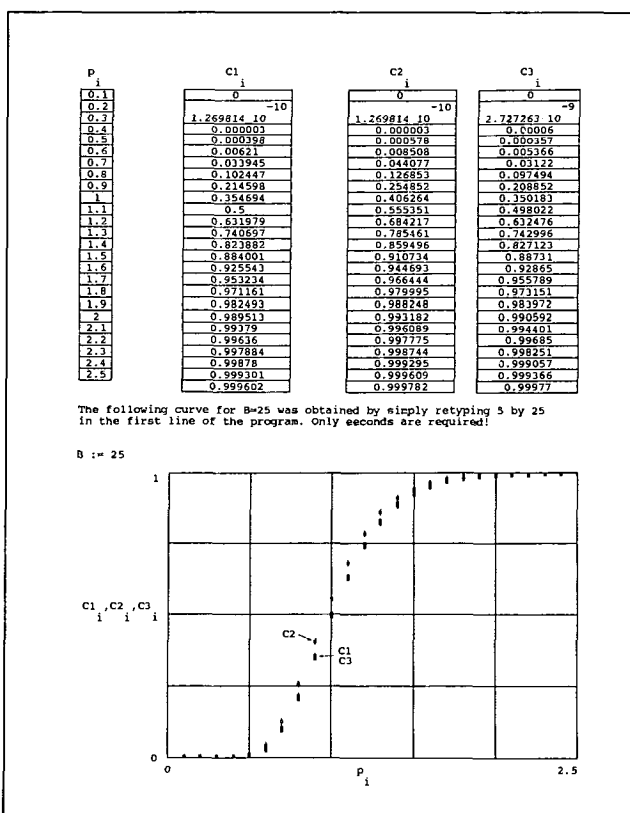 p C1 C2 C3
i i i i
0.1 0 0 0
0.2 -10 -10 -9
0.3 1.269814 10 1.269814 10 2.727263 10
0.4 0.000003 0.000003 0.00006
0.5 0.000398 0.000578 0.000357
0.6 0.00621 0.008508 0.005366
0.7 0.033945 0.044077 0.03122
0.8 0.102447 0.126853 0.097494
0.9 0.214598 0.254852 0.208852
1 0.354694 0.406264 0.350183
1.1 0.5 0.555351 0.498022
1.2 0.631979 0.684217 0.632476
1.3 0.740697 0.785461 0.742996
1.4 0.823882 0.859496 0.827123
1.5 0.884001 0.910734 0.88731
1.6 0.925543 0.944693 0.92865
1.7 0.953234 0.966444 0.955789
1.8 0.971161 0.979995 0.973151
1.9 0.982493 0.988248 0.983972
2 0.989513 0.993182 0.990592
2.1 0.99379 0.996089 0.994401
2.2 0.99636 0.997775 0.99685
2.3 0.997884 0.998744 0.998251
2.4 0.99878 0.999295 0.999057
2.5 0.999301 0.999609 0.999366
0.999602 0.999782 0.99977
The following curve for B=25 was obtained by simply retyping 5 by 25
in the first line of the program. Only eeconds are required!
B := 25
1
C1 ,C2 ,C3
i i i
C2
C1
C3
0
0 p 2.5
i